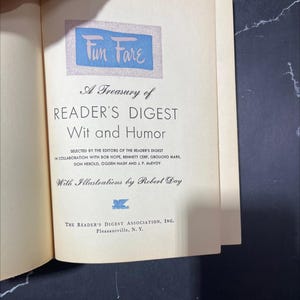 Fun Fare
A Treasury of
READER'S DIGEST
Wit and Humor
SELECTED BY THE EDITORS OF THE READER'S DIGEST
IN COLLABORATION WITH BOB HOPE, BENNETT CERF, GROUCHO MARX,
DON HEROLD, OGDEN NASH AND J. P. McEVOY
With Illustrations by Robert Day
THE READER'S DIGEST ASSOCIATION, INC.
Pleasantville, N. Y.